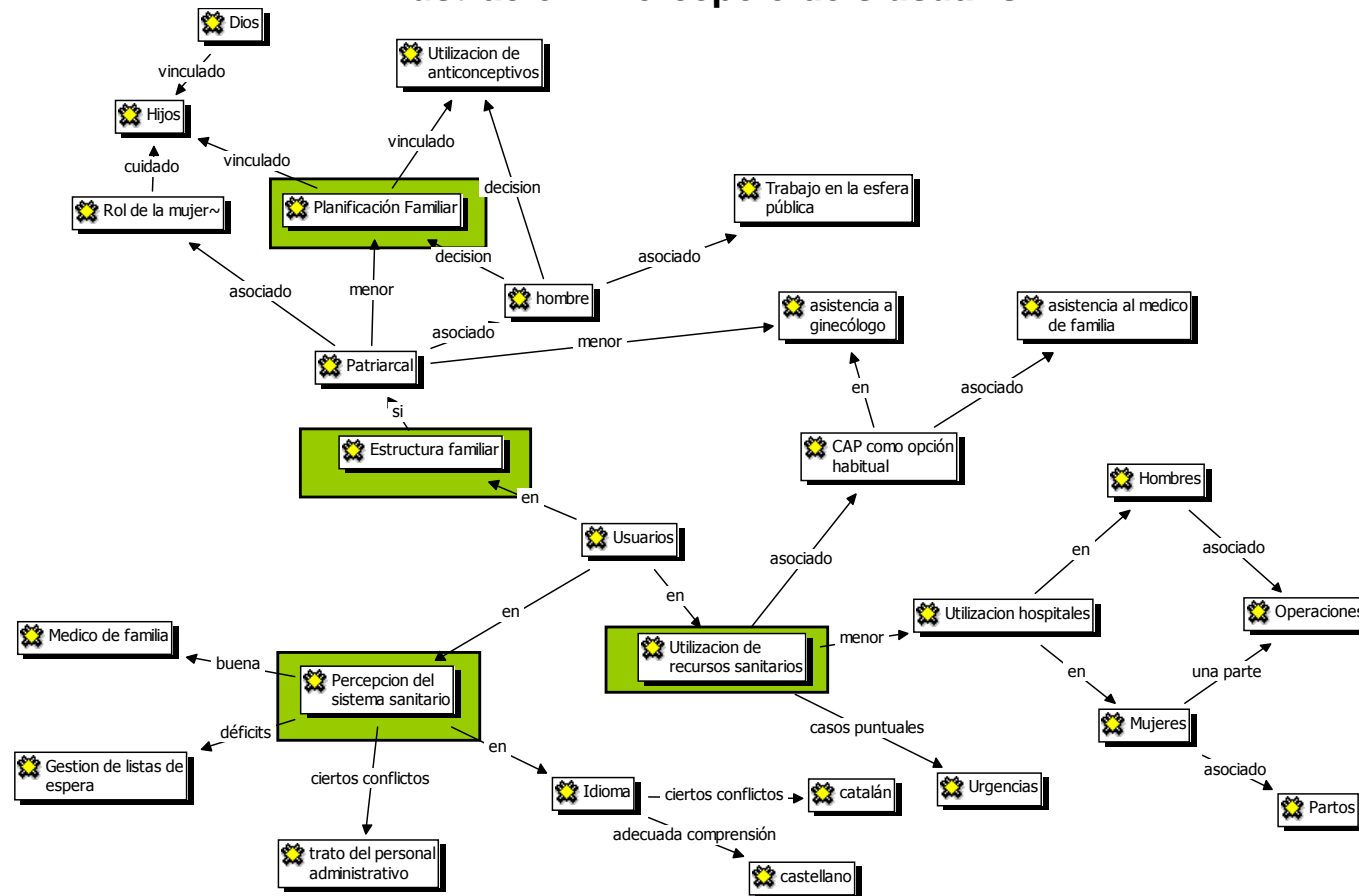 Dios
Utilizacion de
anticonceptivos
vinculado
Hijos
vinculado
cuidado
vinculado
decision
Trabajo en la esfera
pública
Rol de la mujer~
Planificación Familiar
decision
asociado
asociado
menor
hombre
asistencia a
ginecólogo
asistencia al medico
de familia
asociado
menor
Patriarcal
en
asociado
si
Estructura familiar
CAP como opción
habitual
Hombres
en
Usuarios
asociado
en
asociado
en
en
Utilizacion hospitales
Operaciones
Medico de familia
Utilizacion de
recursos sanitarios
menor
buena
Percepcion del
sistema sanitario
en
una parte
déficits
casos puntuales
Mujeres
en
Gestion de listas de
espera
asociado
ciertos conflictos
Idioma
ciertos conflictos
catalán
Urgencias
Partos
adecuada comprensión
trato del personal
administrativo
castellano